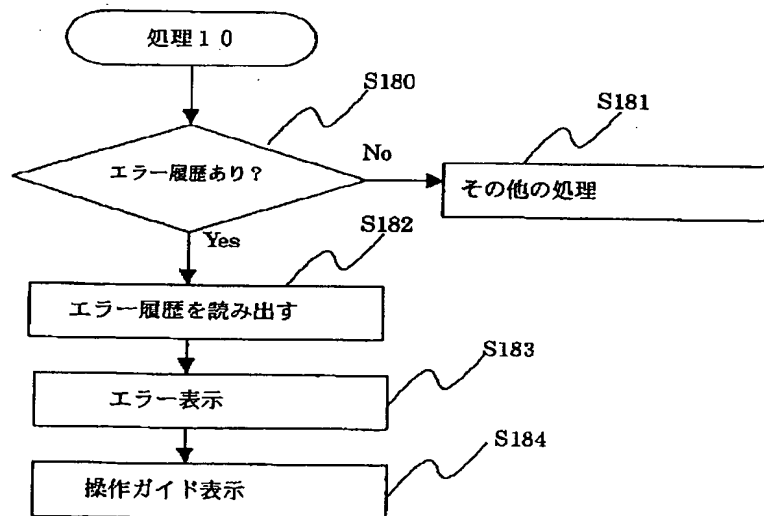 処理１０
S180
エラー履歴あり？
No
S181
その他の処理
Yes
S182
エラー履歴を読み出す
S183
エラー表示
S184
操作ガイド表示